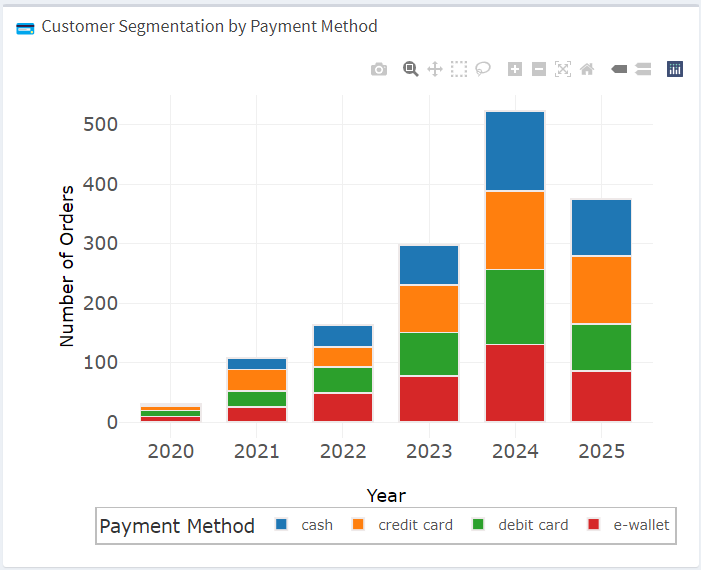 Customer Segmentation by Payment Method
500
400
300
200
100
0
Number of Orders
2020 2021 2022 2023 2024 2025
Year
Payment Method cash credit card debit card e-wallet